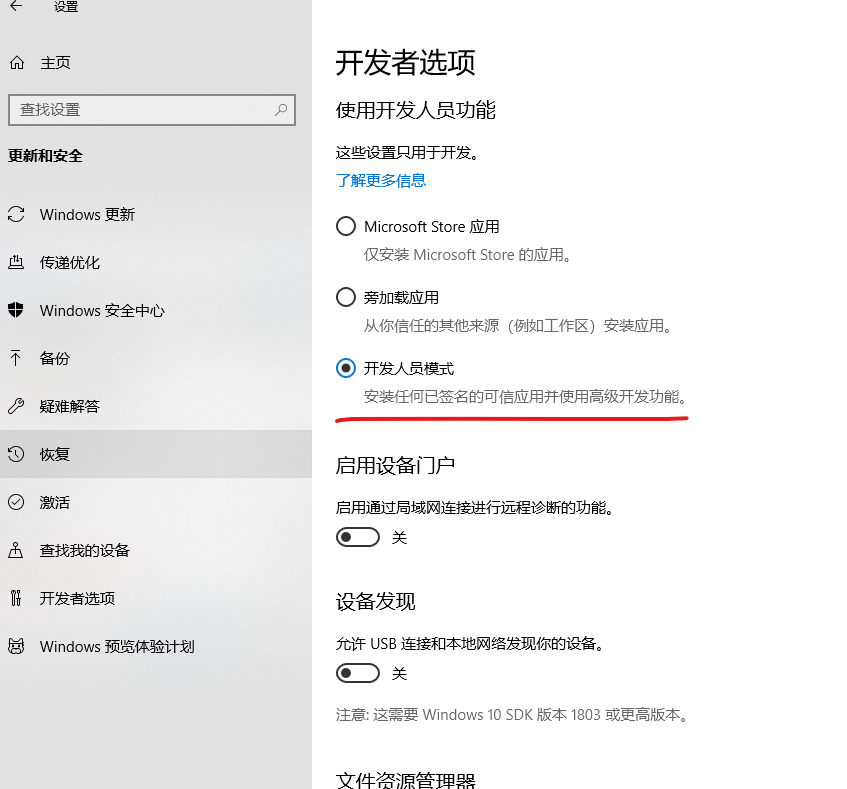 设置
主页
查找设置
更新和安全
Windows 更新
传递优化
Windows 安全中心
备份
疑难解答
恢复
激活
查找我的设备
开发者选项
Windows 预览体验计划
开发者选项
使用开发人员功能
这些设置只用于开发。
了解更多信息
Microsoft Store 应用
仅安装 Microsoft Store 的应用。
旁加载应用
从你信任的其他来源（例如工作区）安装应用。
开发人员模式
安装任何已签名的可信应用并使用高级开发功能。
启用设备门户
启用通过局域网连接进行远程诊断的功能。
关
设备发现
允许 USB 连接和本地网络发现你的设备。
关
注意: 这需要 Windows 10 SDK 版本 1803 或更高版本。
文件资源管理器